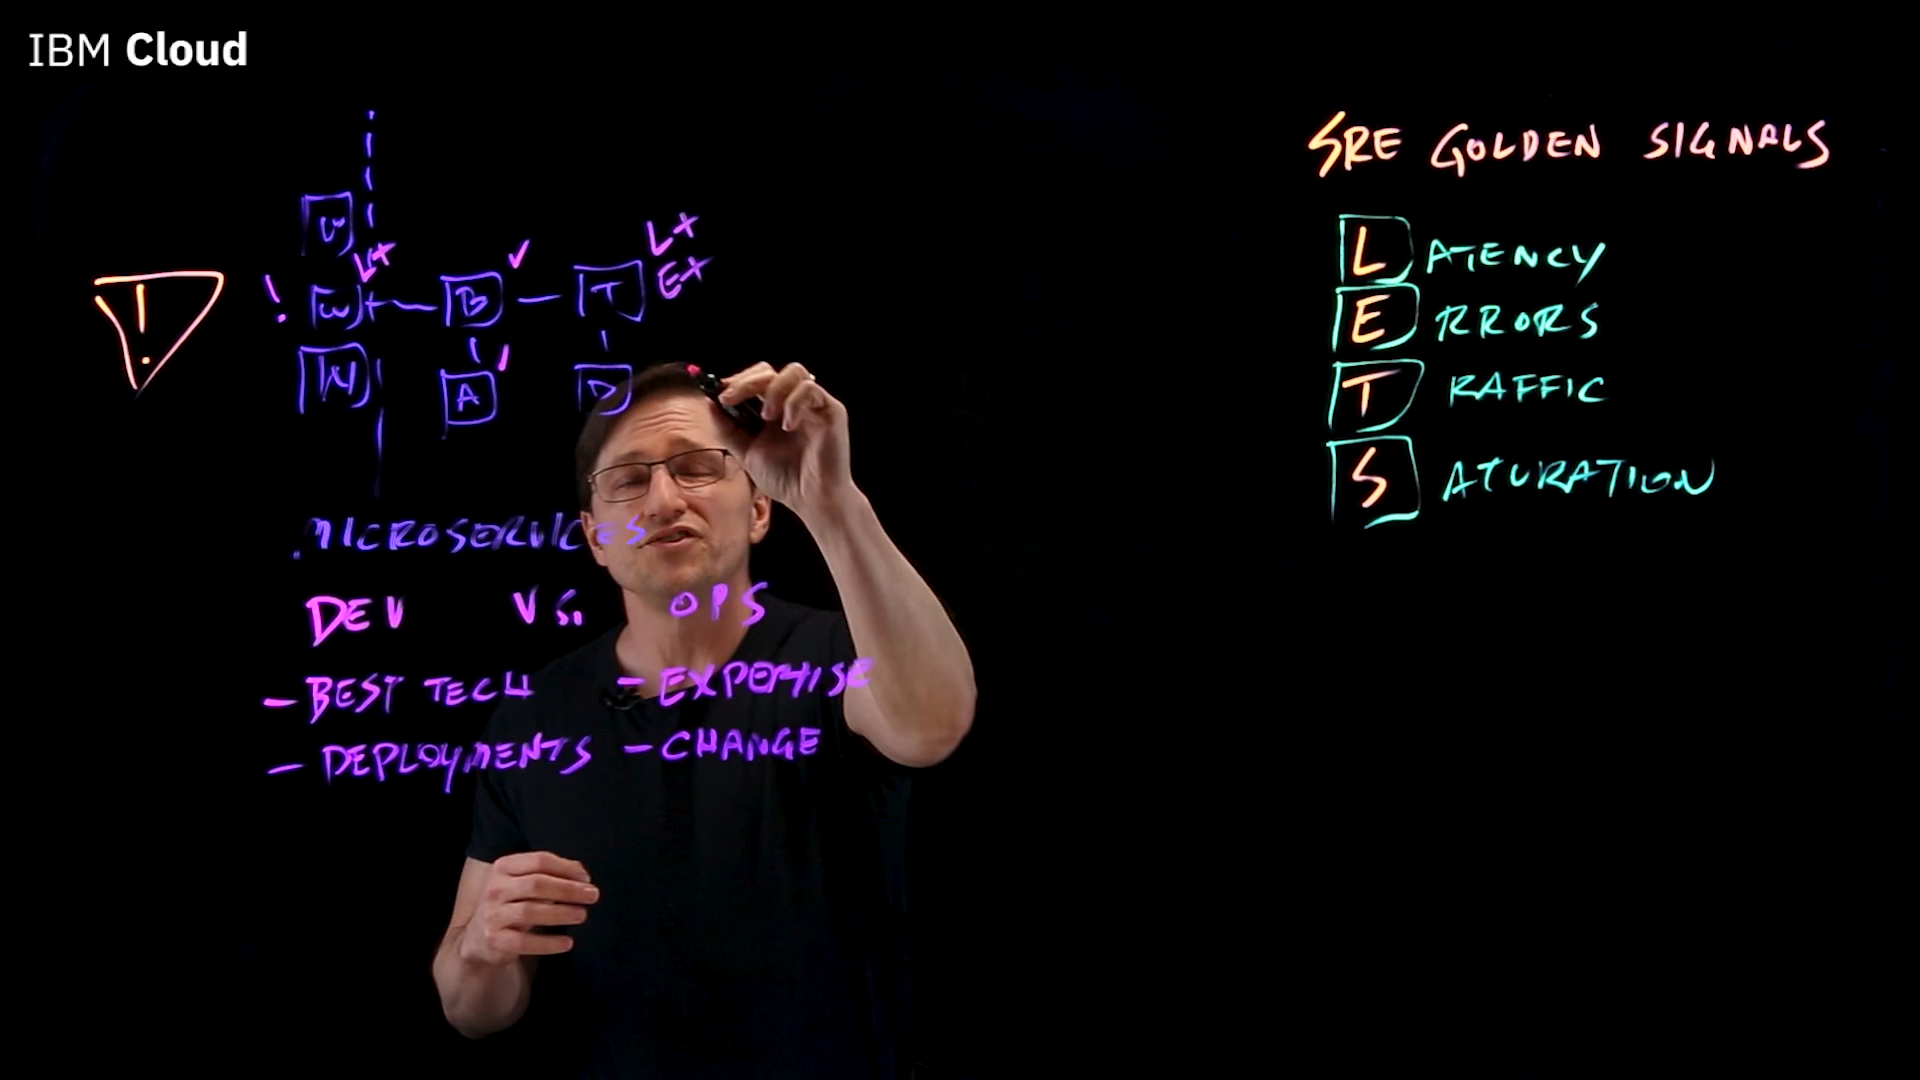 IBM Cloud
SRE GOLDEN SIGNALS
LATENCY
ERRORS
TRAFFIC
SATURATION
!
W
L+
! W B T
L+
E+
W A D
MICROSERVICES
DEV VS. OPS
- BEST TECH - EXPERTISE
- DEPLOYMENTS - CHANGE